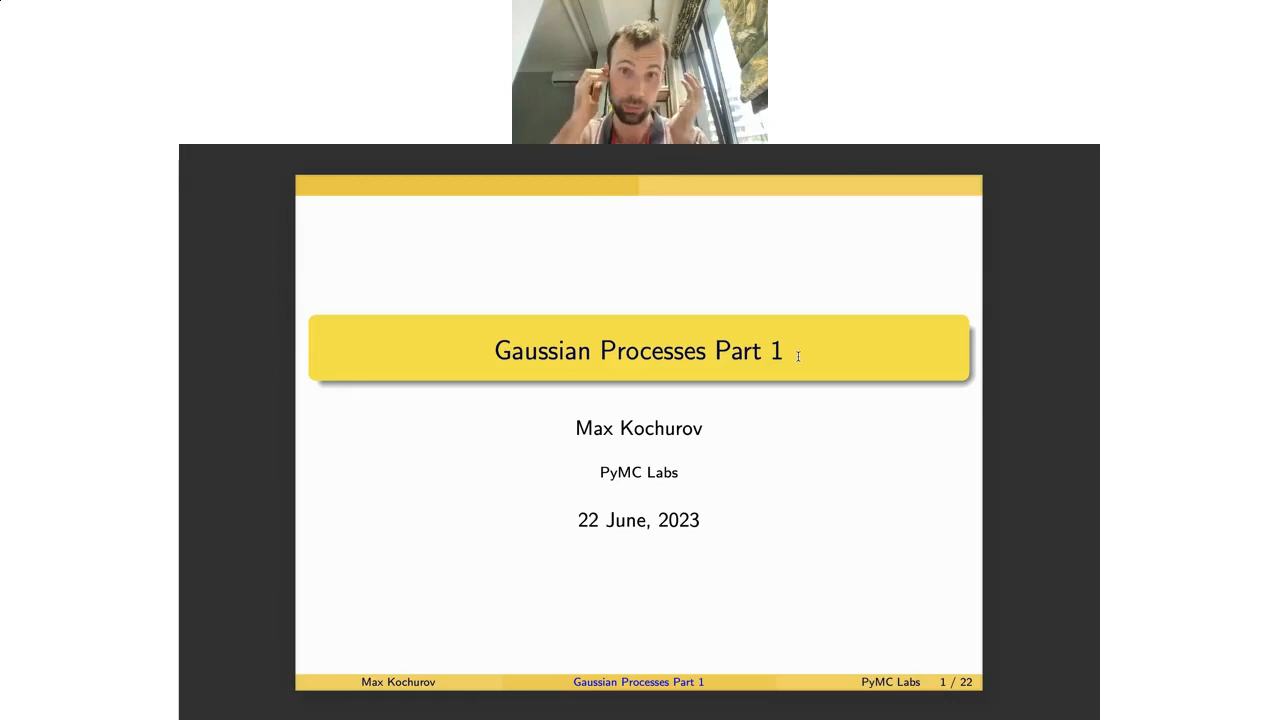 Gaussian Processes Part 1
Max Kochurov
PyMC Labs
22 June, 2023
Max Kochurov Gaussian Processes Part 1 PyMC Labs 1 / 22